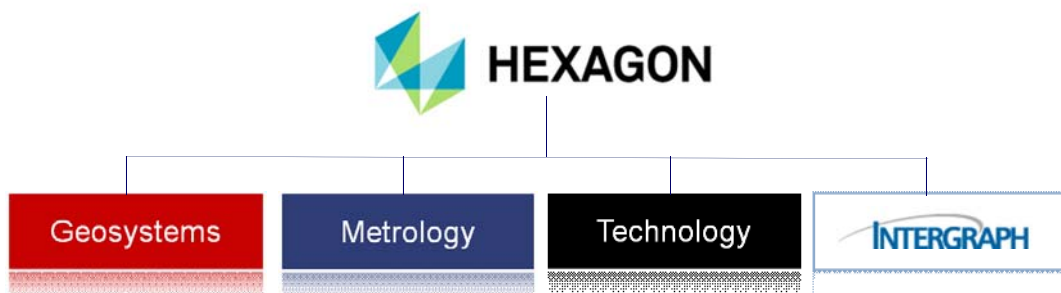 HEXAGON
Geosystems
Metrology
Technology
INTERGRAPH